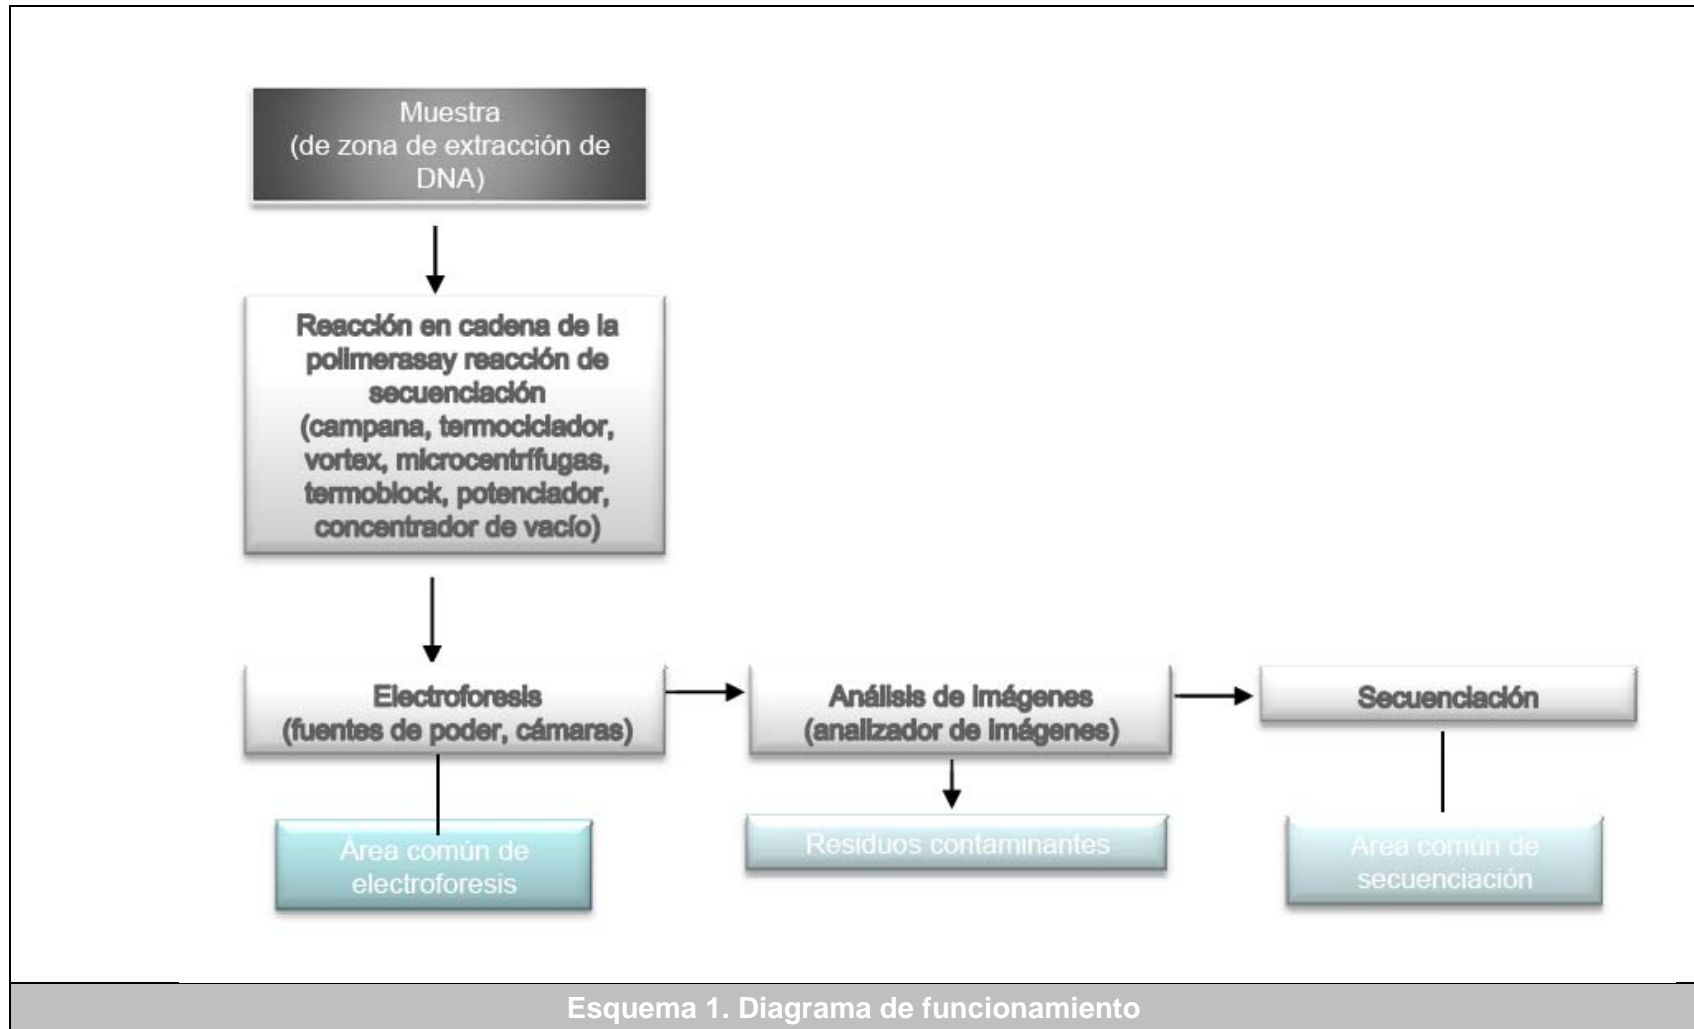 Muestra
(de zona de extracción de
DNA)
Reacción en cadena de la
polimerasay reacción de
secuenciación
(campana, termociclador,
vortex, microcentrífugas,
termoblock, potenciador,
concentrador de vacío)
Electroforesis
(fuentes de poder, cámaras)
Análisis de imágenes
(analizador de imágenes)
Secuenciación
Área común de
electroforesis
Residuos contaminantes
Area común de
secuenciación
Esquema 1. Diagrama de funcionamiento